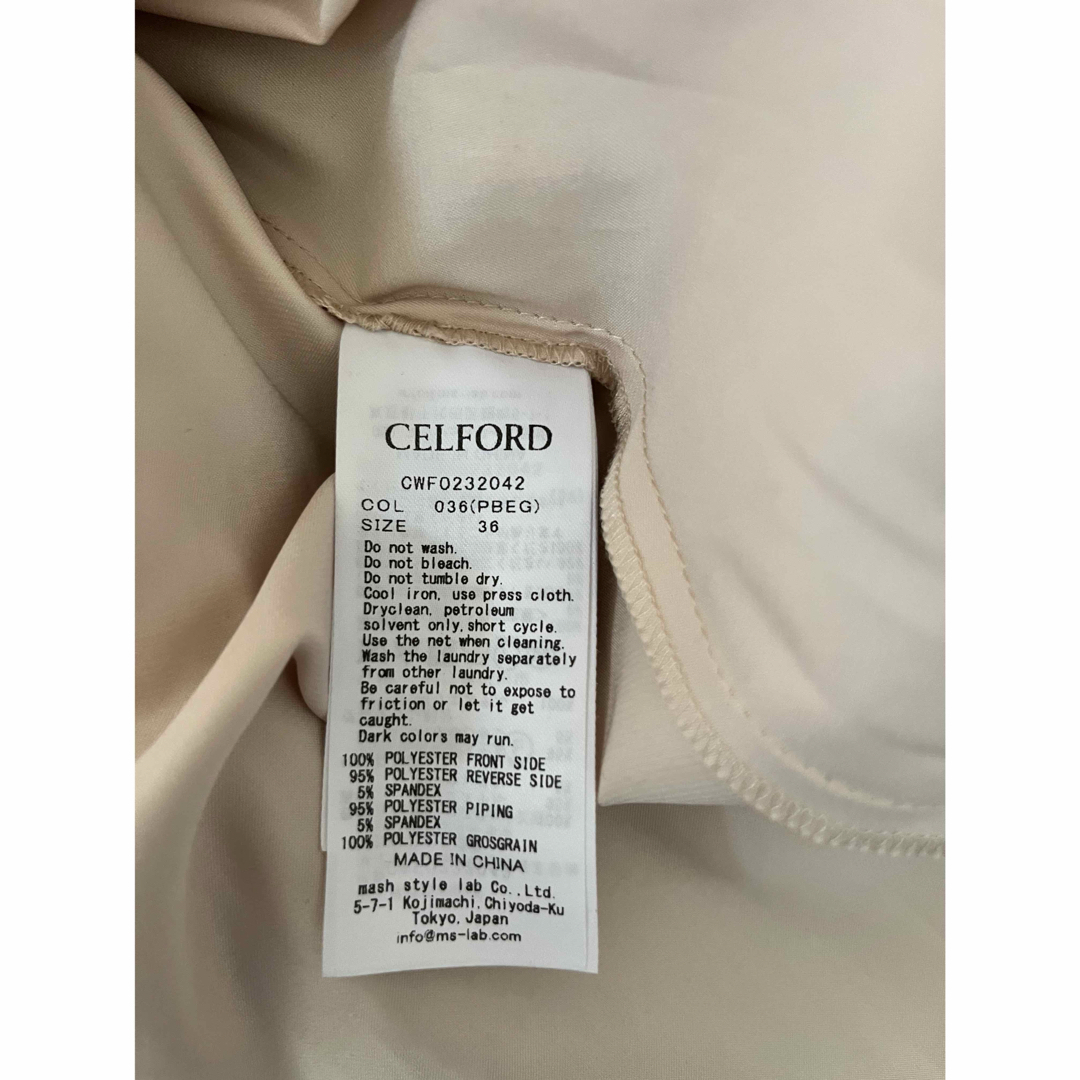 CELFORD
CWF0232042
COL 036(PBEG)
SIZE 36
Do not wash.
Do not bleach.
Do not tumble dry.
Cool iron, use press cloth.
Dryclean, petroleum
solvent only,short cycle.
Use the net when cleaning.
Wash the laundry separately
from other laundry.
Be careful not to expose to
friction or let it get
caught.
Dark colors may run.
100% POLYESTER FRONT SIDE
95% POLYESTER REVERSE SIDE
5% SPANDEX
95% POLYESTER PIPING
5% SPANDEX
100% POLYESTER GROSGRAIN
MADE IN CHINA
mash style lab Co.,Ltd.
5-7-1 Kojimachi,Chiyoda-Ku
Tokyo,Japan
info@ms-lab.com